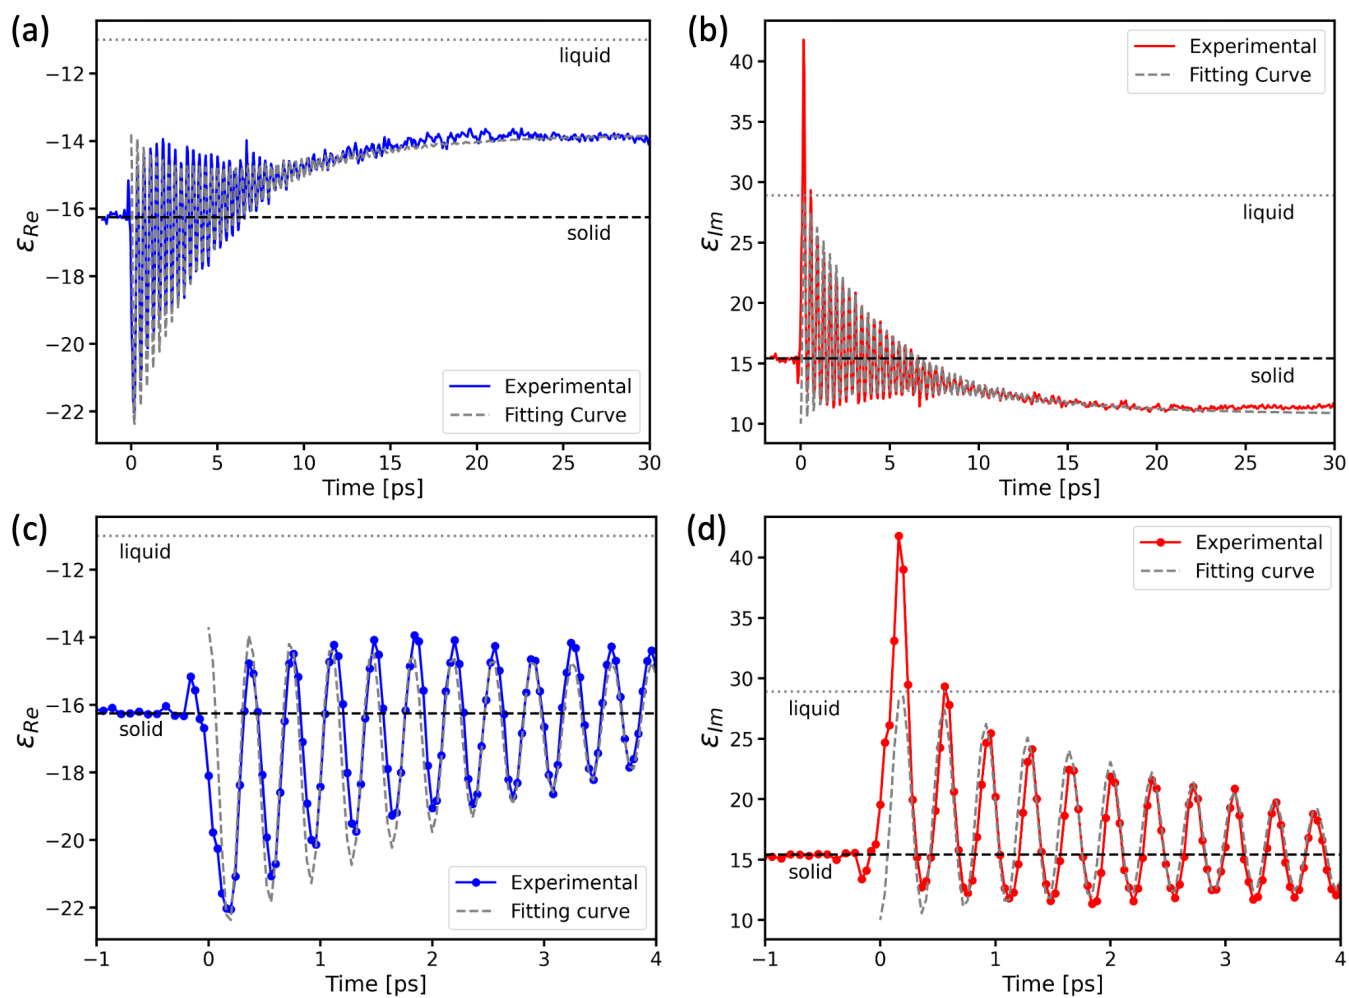 (a)
−12
−14
−16
−18
−20
−22
ε_Re
liquid
solid
Experimental
Fitting Curve
0
5
10
15
20
25
30
Time [ps]
(b)
40
35
30
25
20
15
10
ε_Im
Experimental
Fitting Curve
liquid
solid
0
5
10
15
20
25
30
Time [ps]
(c)
−12
−14
−16
−18
−20
−22
ε_Re
liquid
solid
Experimental
Fitting curve
−1
0
1
2
3
4
Time [ps]
(d)
40
35
30
25
20
15
10
ε_Im
Experimental
Fitting curve
liquid
solid
−1
0
1
2
3
4
Time [ps]